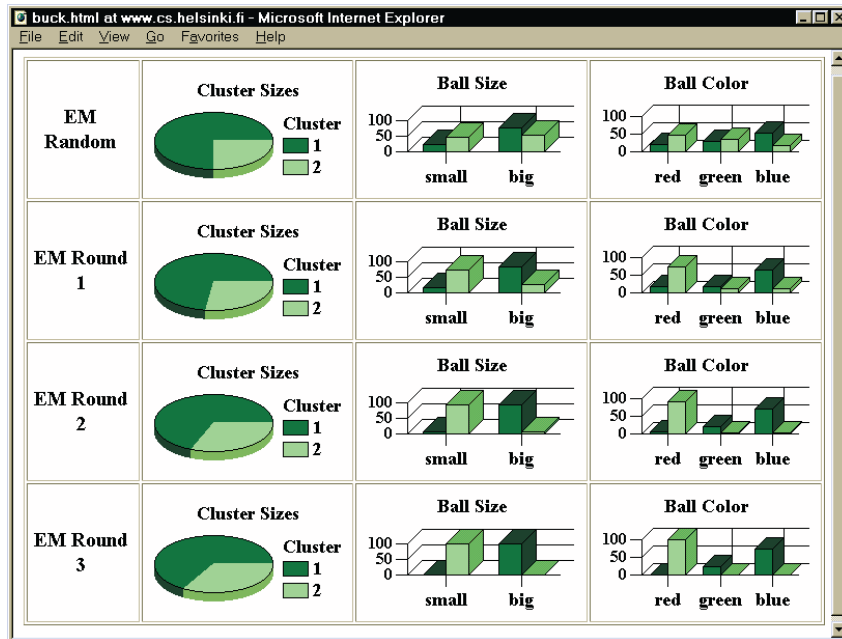 buck.html at www.cs.helsinki.fi - Microsoft Internet Explorer
File Edit View Go Favorites Help
EM
Random
Cluster Sizes
Cluster
1
2
Ball Size
100
50
0
small big
Ball Color
100
50
0
red green blue
EM Round
1
Cluster Sizes
Cluster
1
2
Ball Size
100
50
0
small big
Ball Color
100
50
0
red green blue
EM Round
2
Cluster Sizes
Cluster
1
2
Ball Size
100
50
0
small big
Ball Color
100
50
0
red green blue
EM Round
3
Cluster Sizes
Cluster
1
2
Ball Size
100
50
0
small big
Ball Color
100
50
0
red green blue